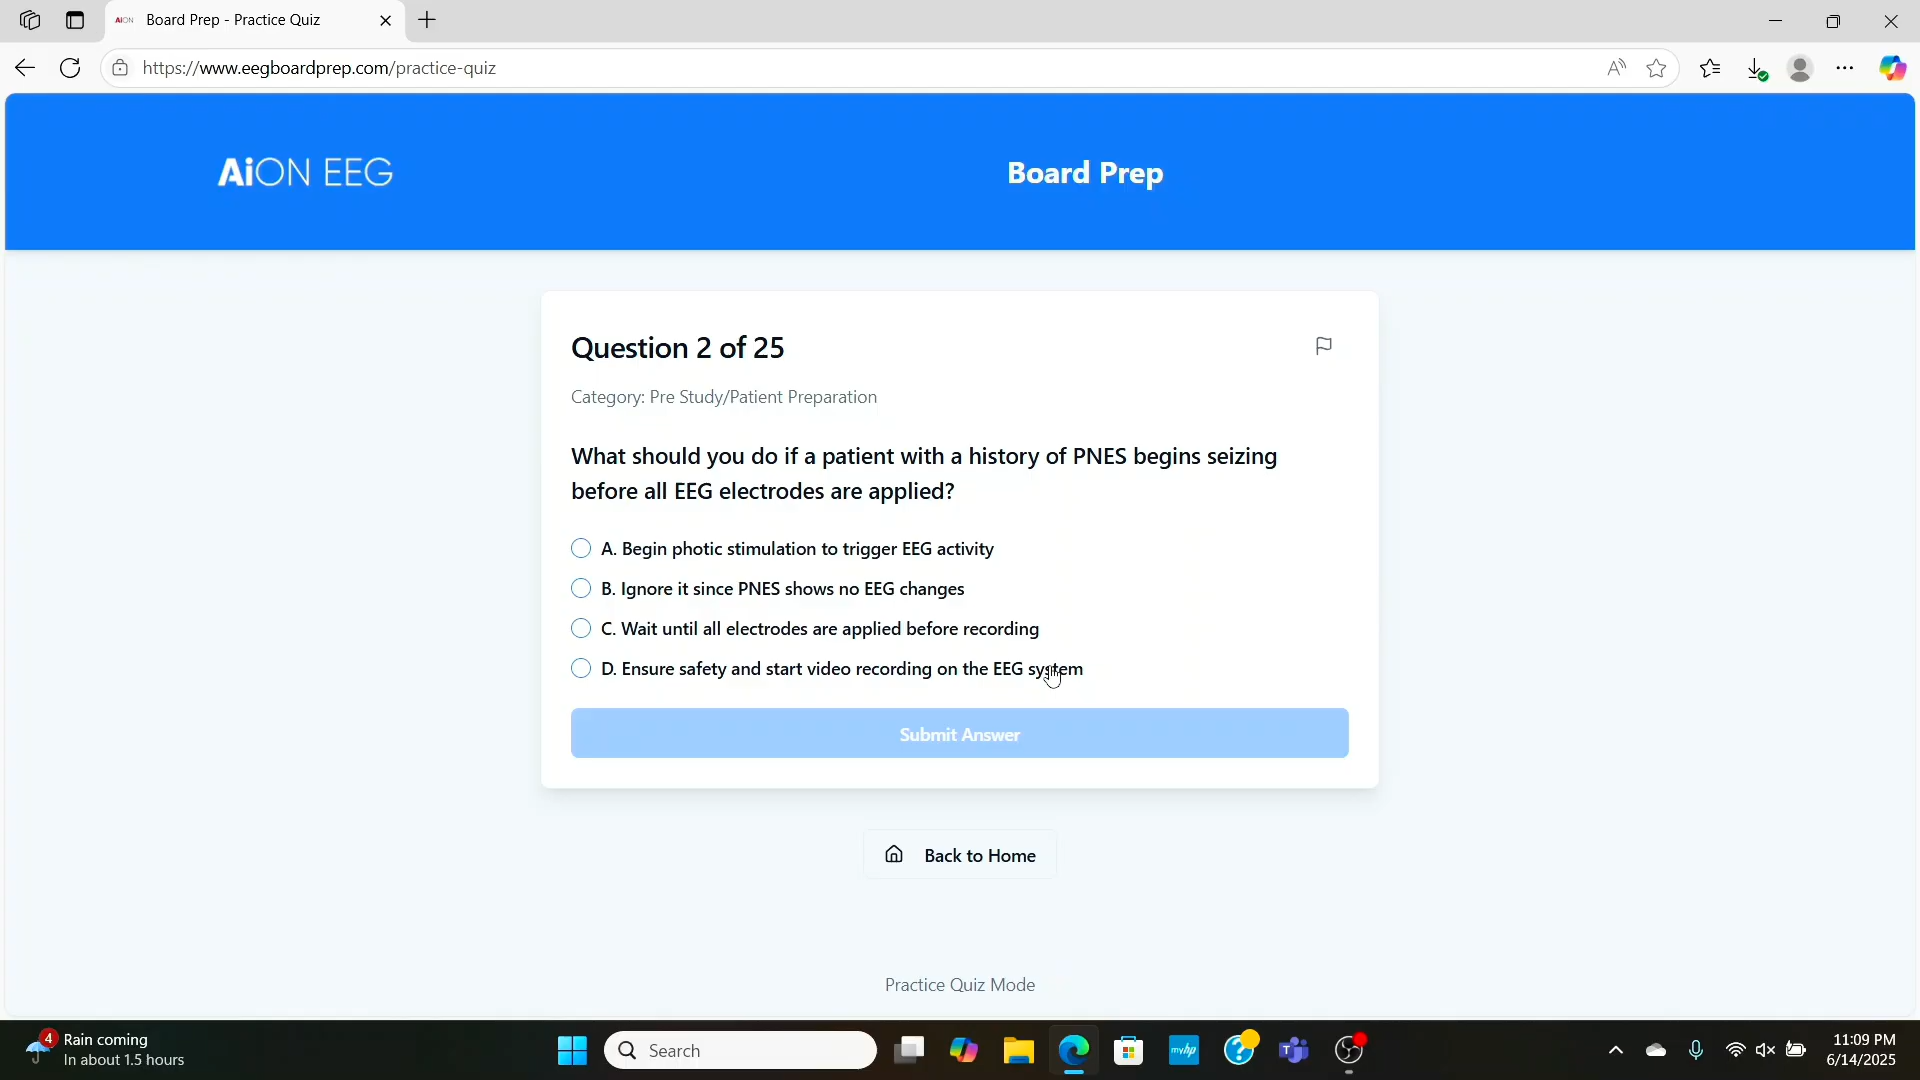 AiON
Board Prep - Practice Quiz
https://www.eegboardprep.com/practice-quiz
AiON EEG
Board Prep
Question 2 of 25
Category: Pre Study/Patient Preparation
What should you do if a patient with a history of PNES begins seizing
before all EEG electrodes are applied?
A. Begin photic stimulation to trigger EEG activity
B. Ignore it since PNES shows no EEG changes
C. Wait until all electrodes are applied before recording
D. Ensure safety and start video recording on the EEG system
Submit Answer
Back to Home
Practice Quiz Mode
4
Rain coming
In about 1.5 hours
Search
myhp
11:09 PM
6/14/2025